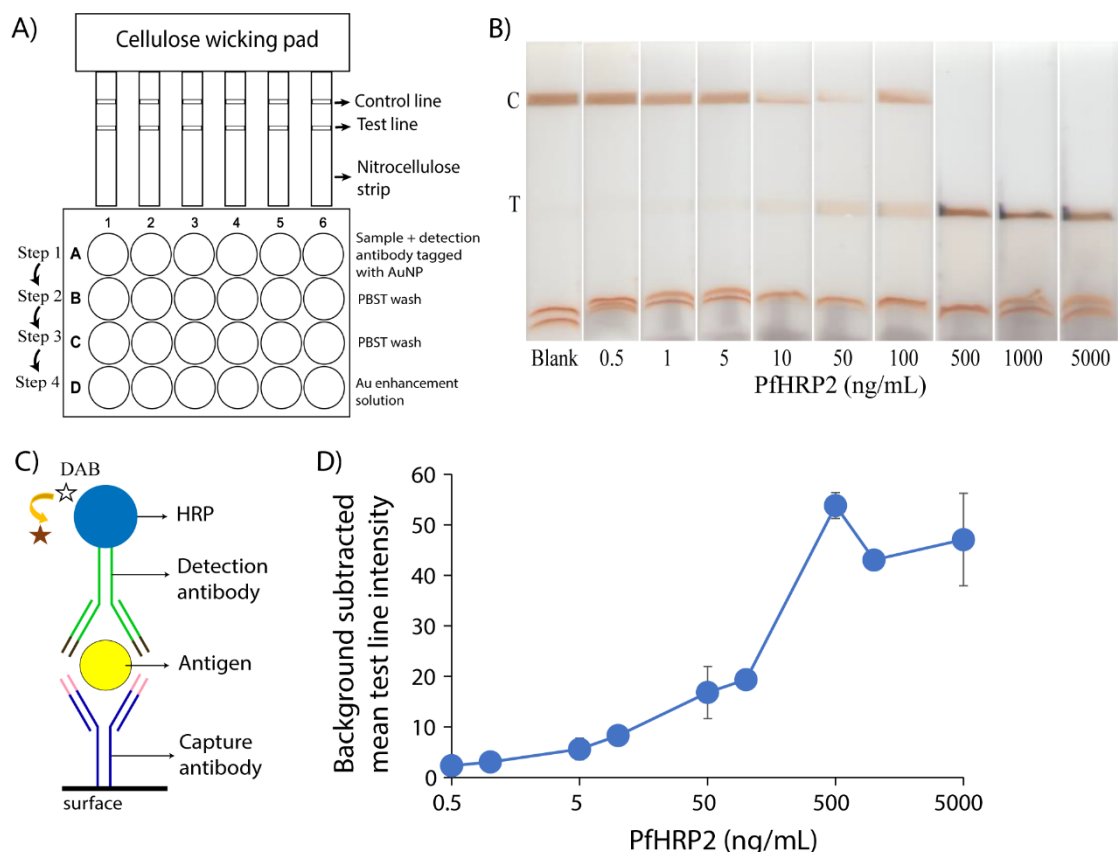 A)
Cellulose wicking pad
Control line
Test line
Nitrocellulose
strip
1 2 3 4 5 6
Step 1
A
Sample + detection
antibody tagged
with AuNP
Step 2
B
PBST wash
Step 3
C
PBST wash
Step 4
D
Au enhancement
solution
B)
C
T
Blank 0.5 1 5 10 50 100 500 1000 5000
PfHRP2 (ng/mL)
C)
DAB
HRP
Detection
antibody
Antigen
Capture
antibody
surface
D)
Background subtracted
mean test line intensity
60
50
40
30
20
10
0
0.5 5 50 500 5000
PfHRP2 (ng/mL)